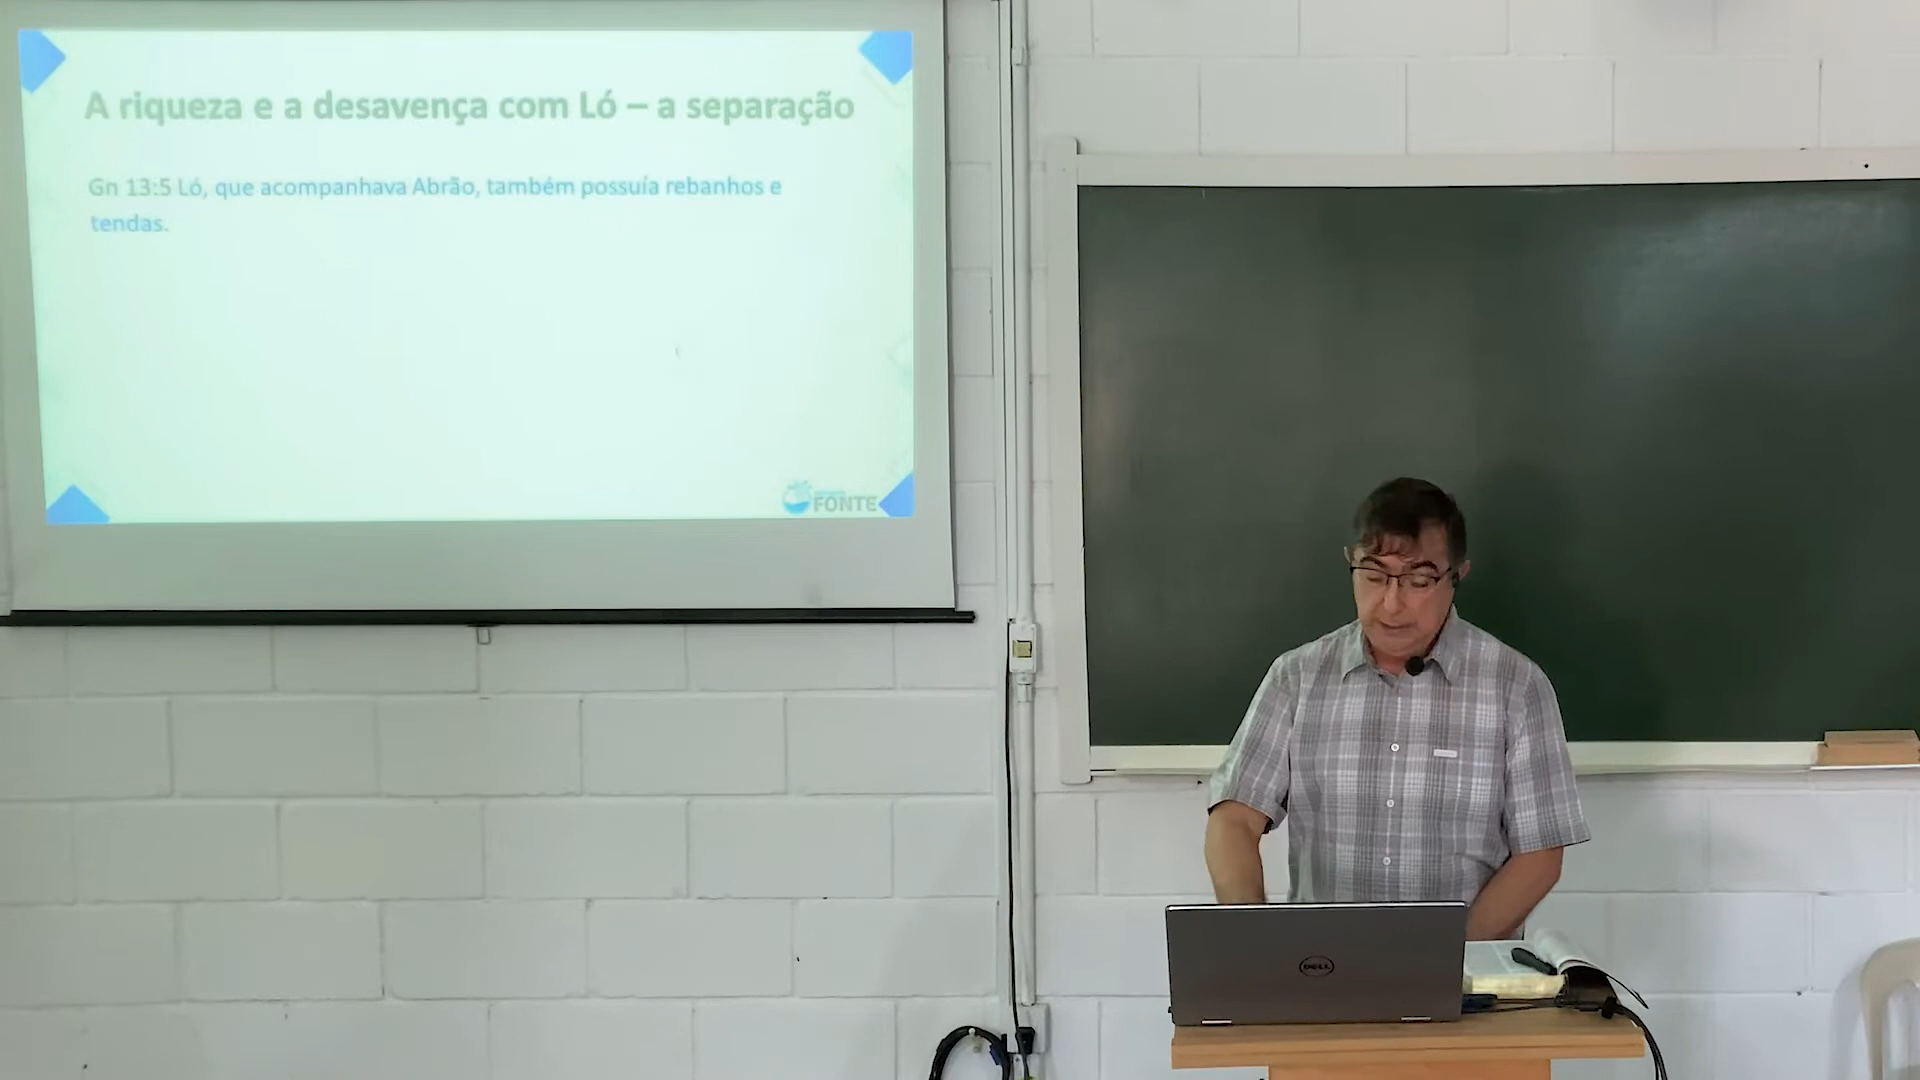 A riqueza e a desavença com Ló – a separação
Gn 13:5 Ló, que acompanhava Abrão, também possuía rebanhos e
tendas.
FONTE
DELL